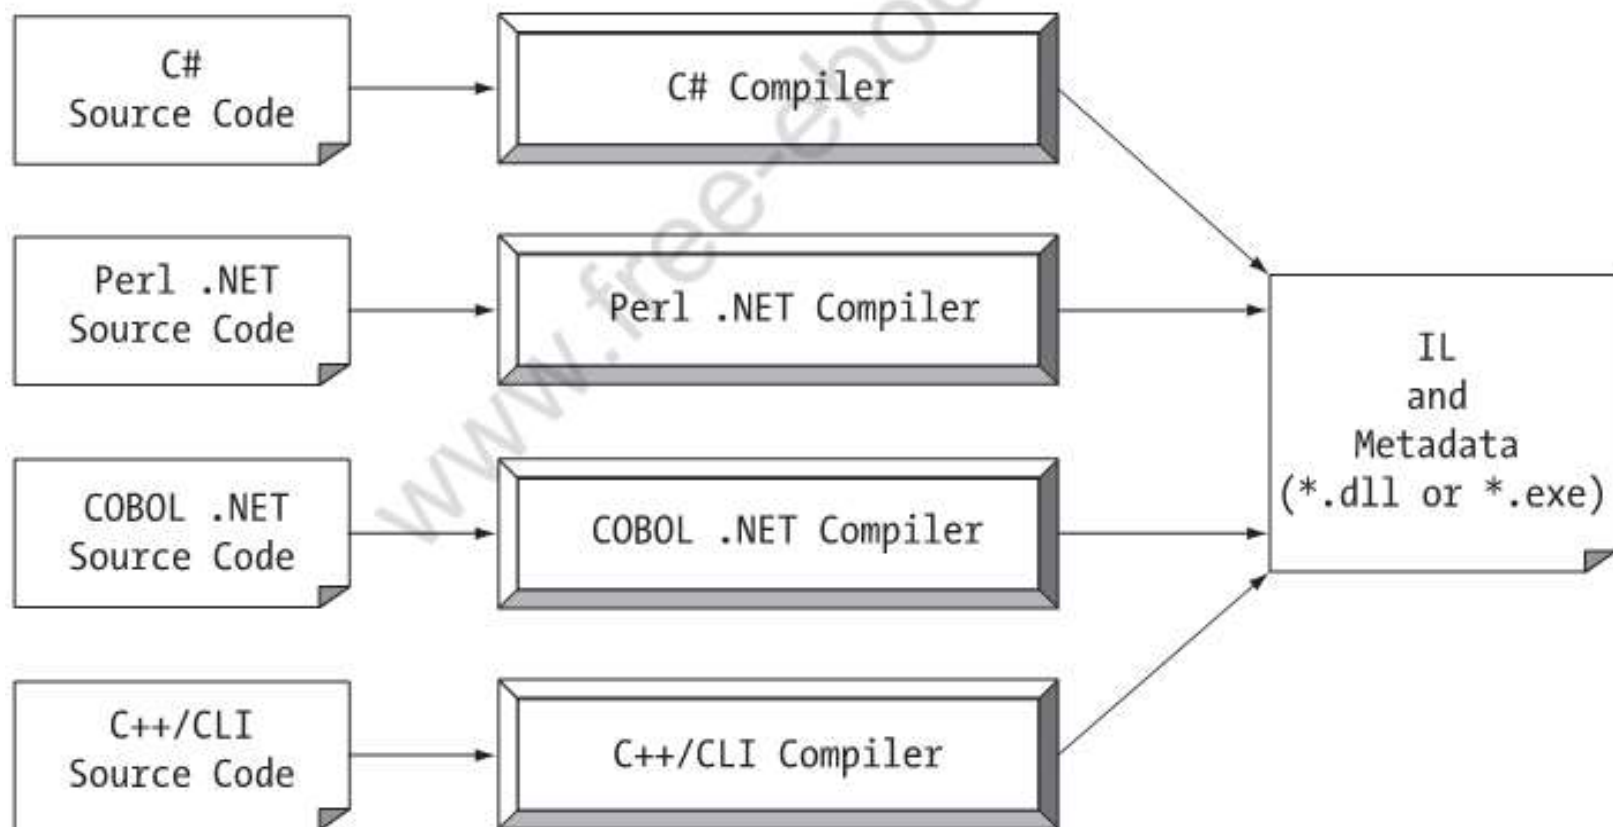 C#
Source Code
C# Compiler
Perl .NET
Source Code
Perl .NET Compiler
COBOL .NET
Source Code
COBOL .NET Compiler
C++/CLI
Source Code
C++/CLI Compiler
IL
and
Metadata
(*.dll or *.exe)
www.free-eboo